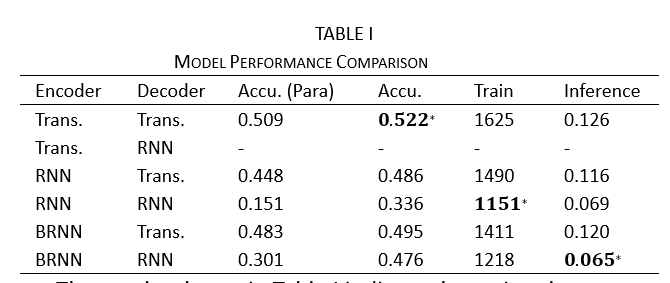 TABLE I
MODEL PERFORMANCE COMPARISON
Encoder Decoder Accu. (Para) Accu. Train Inference
Trans. Trans. 0.509 0.522* 1625 0.126
Trans. RNN - - - -
RNN Trans. 0.448 0.486 1490 0.116
RNN RNN 0.151 0.336 1151* 0.069
BRNN Trans. 0.483 0.495 1411 0.120
BRNN RNN 0.301 0.476 1218 0.065*